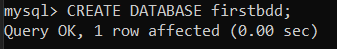 mysql> CREATE DATABASE firstbdd;
Query OK, 1 row affected (0.00 sec)